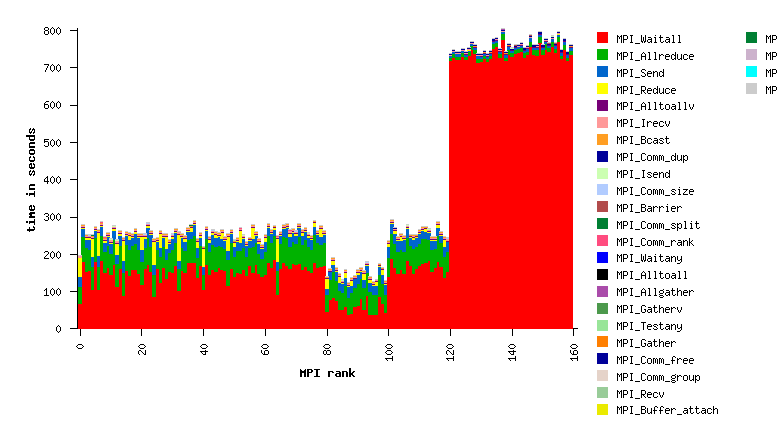 800
700
600
500
400
300
200
100
0
time in seconds
0
20
40
60
80
100
120
140
160
MPI rank
MPI_Waitall
MPI_Allreduce
MPI_Send
MPI_Reduce
MPI_Alltoallv
MPI_Irecv
MPI_Bcast
MPI_Comm_dup
MPI_Isend
MPI_Comm_size
MPI_Barrier
MPI_Comm_split
MPI_Comm_rank
MPI_Waitany
MPI_Alltoall
MPI_Allgather
MPI_Gatherv
MPI_Testany
MPI_Gather
MPI_Comm_free
MPI_Comm_group
MPI_Recv
MPI_Buffer_attach
MP
MP
MP
MP